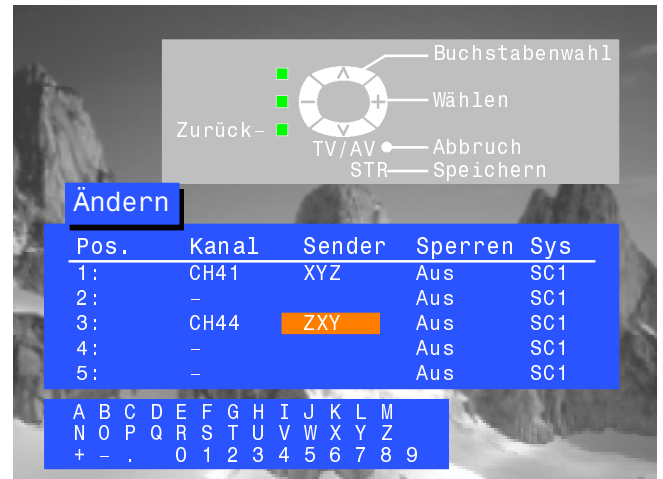 Buchstabenwahl
Wählen
Zurück–
TV/AV Abbruch
STR Speichern
Ändern
Pos. Kanal Sender Sperren Sys
1: CH41 XYZ Aus SC1
2: – Aus SC1
3: CH44 ZXY Aus SC1
4: – Aus SC1
5: – Aus SC1
A B C D E F G H I J K L M
N O P Q R S T U V W X Y Z
+ – . 0 1 2 3 4 5 6 7 8 9